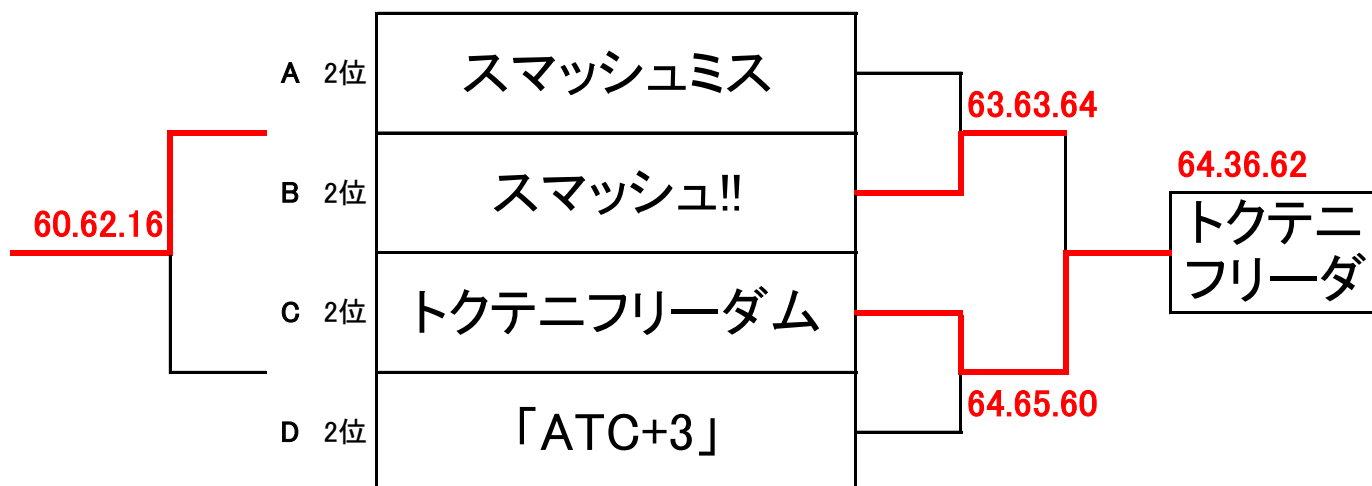 A 2位 スマッシュミス
63.63.64
64.36.62
B 2位 スマッシュ!!
60.62.16
トクテニ
フリーダ
C 2位 トクテニフリーダム
64.65.60
D 2位 「ATC+3」